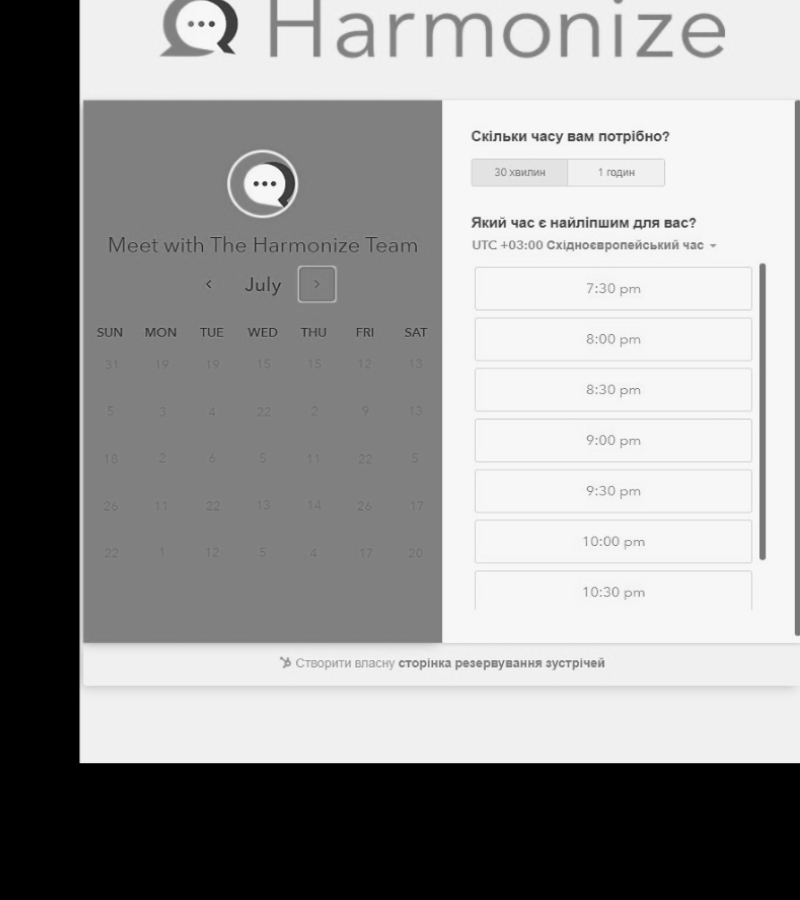 Harmonize
Meet with The Harmonize Team
July
SUN MON TUE WED THU FRI SAT
31 19 19 15 15 12 13
5 3 4 22 2 9 13
18 2 6 5 11 22 5
26 11 22 13 14 26 17
22 1 12 5 4 17 20
Скільки часу вам потрібно?
30 хвилин 1 годин
Який час є найліпшим для вас?
UTC +03:00 Східноєвропейський час
7:30 pm
8:00 pm
8:30 pm
9:00 pm
9:30 pm
10:00 pm
10:30 pm
Створити власну сторінка резервування зустрічей